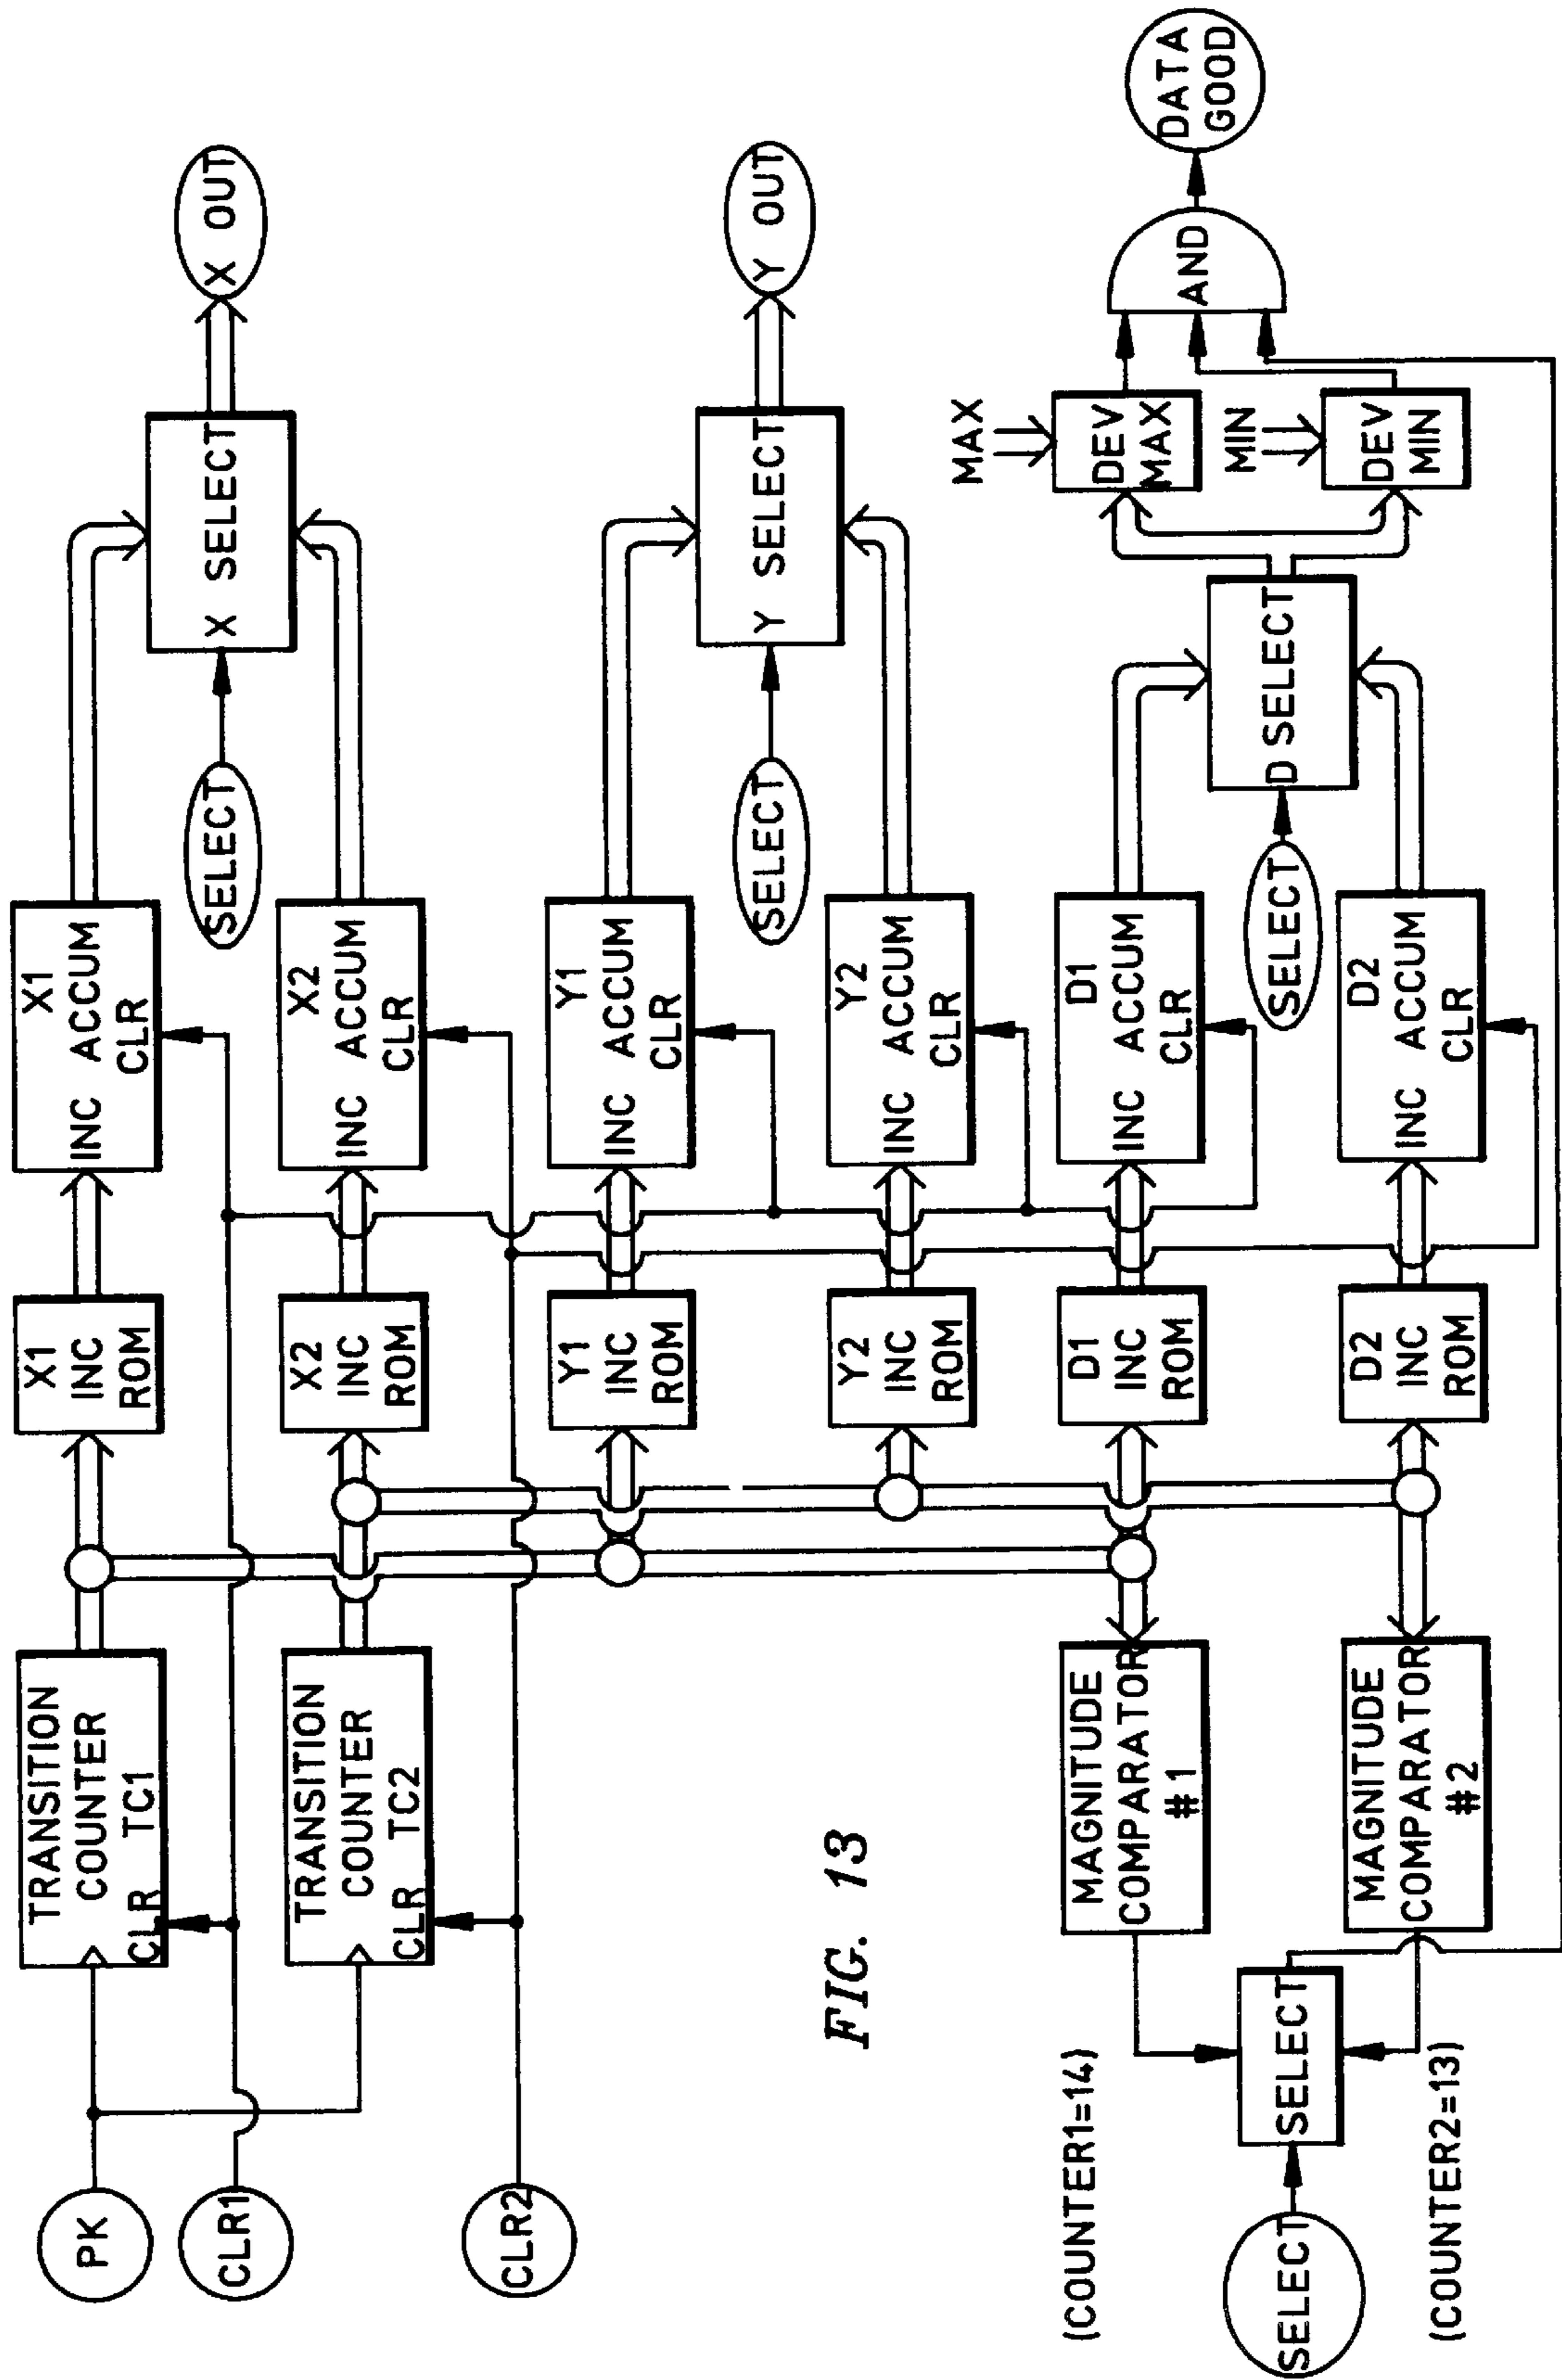 PK
CLR1
CLR2
TRANSITION
COUNTER
TC1
CLR
TRANSITION
COUNTER
TC2
CLR
X1
INC
ROM
X2
INC
ROM
Y1
INC
ROM
Y2
INC
ROM
D1
INC
ROM
D2
INC
ROM
X1
INC ACCUM
CLR
X2
INC ACCUM
CLR
Y1
INC ACCUM
CLR
Y2
INC ACCUM
CLR
D1
INC ACCUM
CLR
D2
INC ACCUM
CLR
SELECT
X SELECT
X OUT
SELECT
Y SELECT
Y OUT
SELECT
D SELECT
MAX
DEV
MAX
MIN
DEV
MIN
AND
DATA
GOOD
FIG. 13
MAGNITUDE
COMPARATOR
#1
MAGNITUDE
COMPARATOR
#2
(COUNTER1=14)
SELECT
SELECT
(COUNTER2=13)